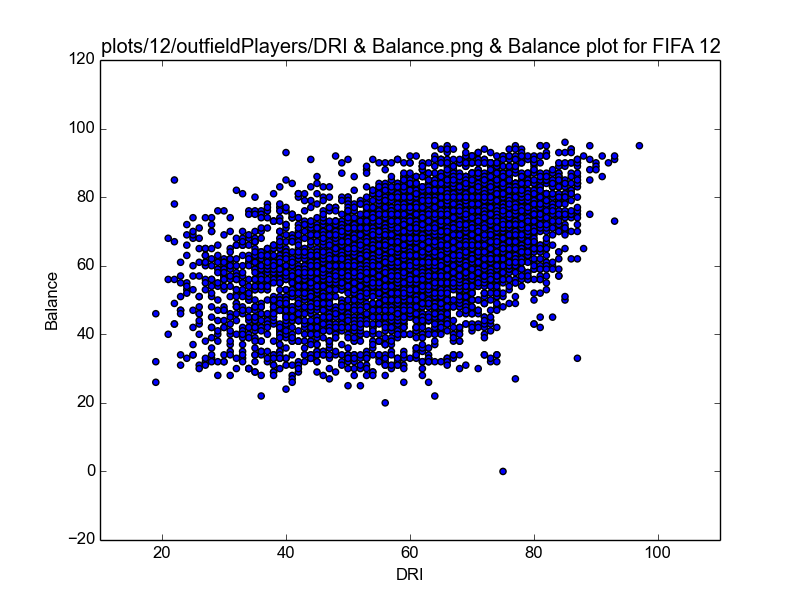 plots/12/outfieldPlayers/DRI & Balance.png & Balance plot for FIFA 12
120
100
80
60
40
20
0
−20
Balance
20 40 60 80 100
DRI